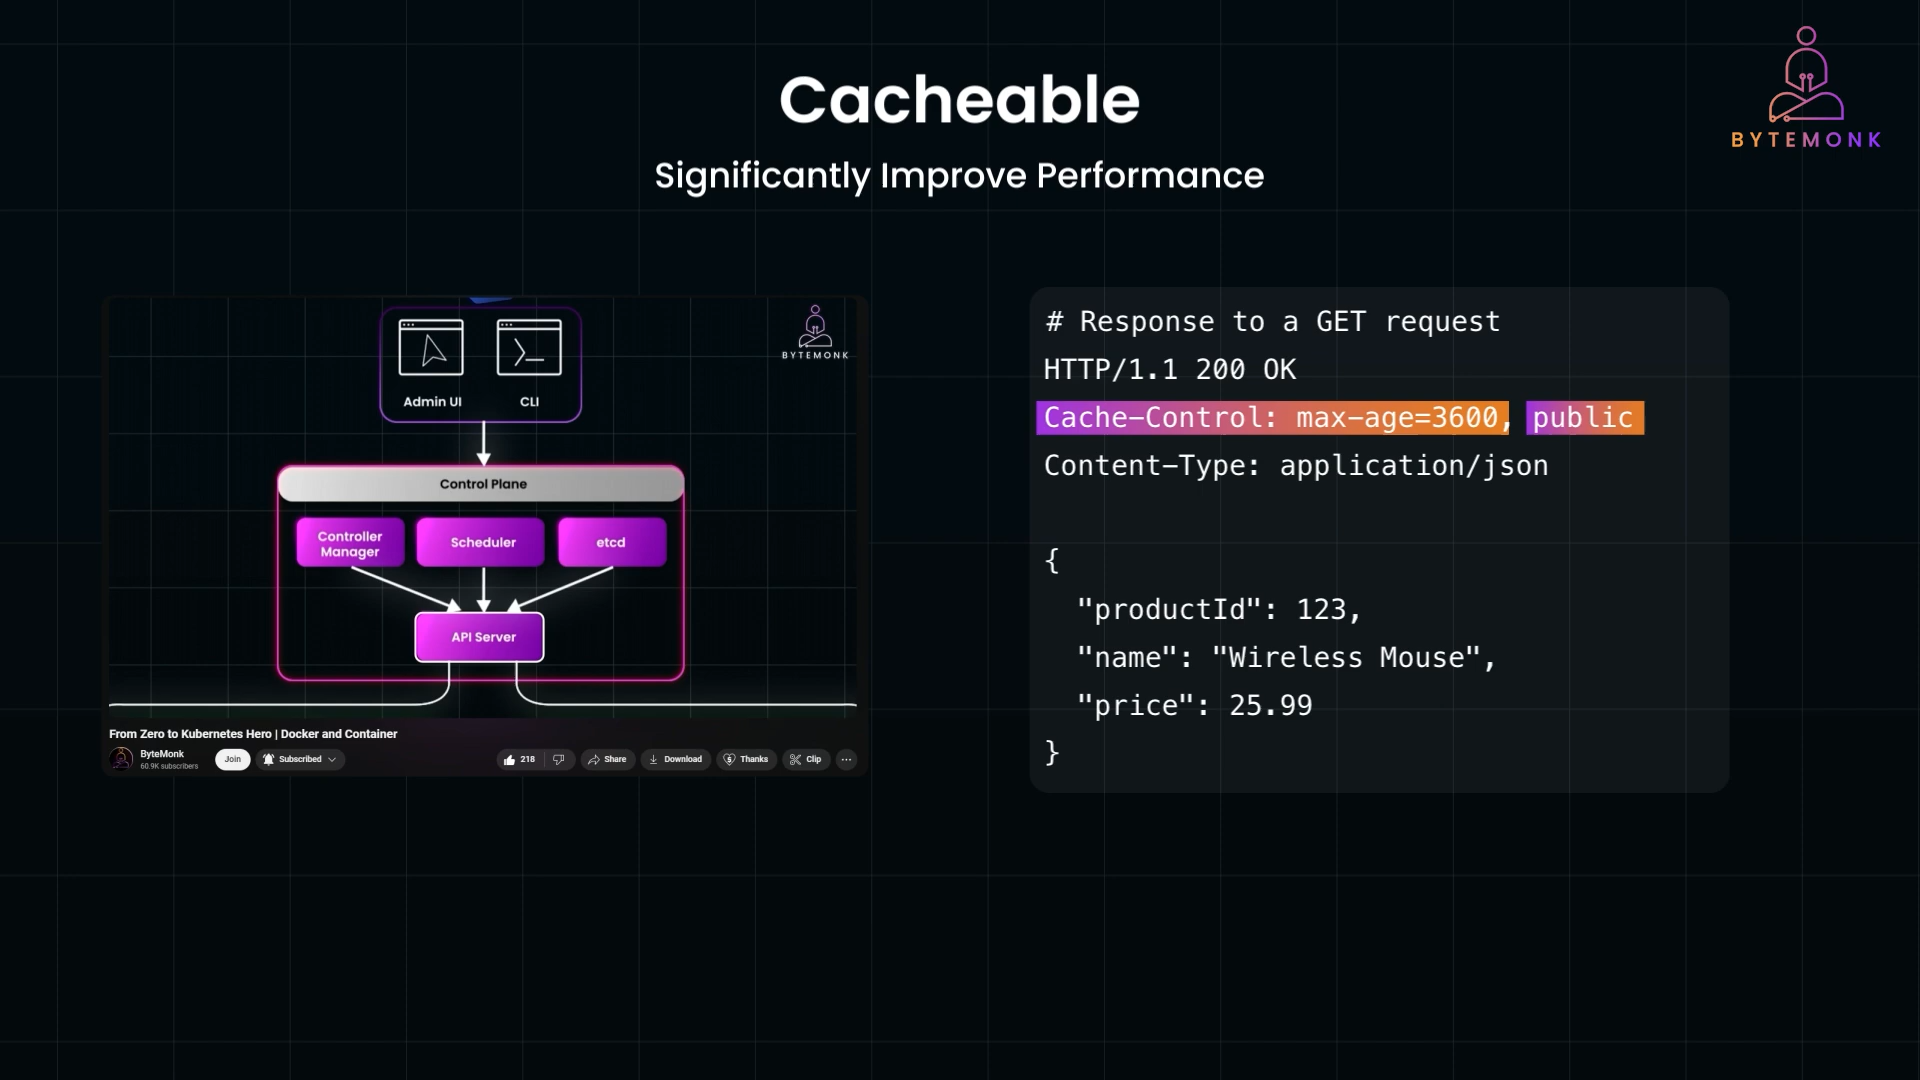 Cacheable
Significantly Improve Performance
BYTEMONK
BYTEMONK
Admin UI
CLI
Control Plane
Controller
Manager
Scheduler
etcd
API Server
From Zero to Kubernetes Hero | Docker and Container
ByteMonk
60.9K subscribers
Join
Subscribed
218
Share
Download
Thanks
Clip
# Response to a GET request
HTTP/1.1 200 OK
Cache-Control: max-age=3600, public
Content-Type: application/json
{
"productId": 123,
"name": "Wireless Mouse",
"price": 25.99
}